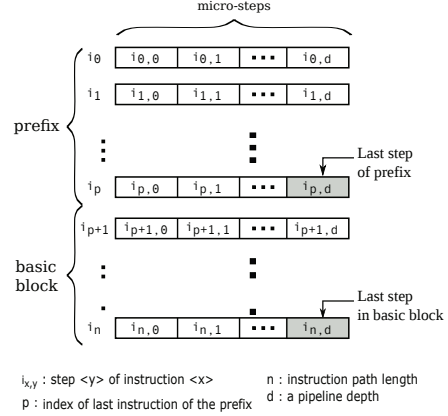 micro-steps
i0 i0,0 i0,1 ▪▪▪ i0,d
i1 i1,0 i1,1 ▪▪▪ i1,d
prefix
Last step
of prefix
ip ip,0 ip,1 ▪▪▪ ip,d
ip+1 ip+1,0 ip+1,1 ▪▪▪ ip+1,d
basic
block
Last step
in basic block
in in,0 in,1 ▪▪▪ in,d
ix,y : step <y> of instruction <x>
n : instruction path length
p : index of last instruction of the prefix
d : a pipeline depth